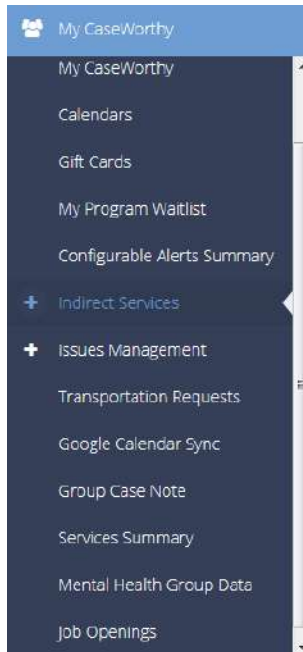 My CaseWorthy
My CaseWorthy
Calendars
Gift Cards
My Program Waitlist
Configurable Alerts Summary
Indirect Services
Issues Management
Transportation Requests
Google Calendar Sync
Group Case Note
Services Summary
Mental Health Group Data
Job Openings